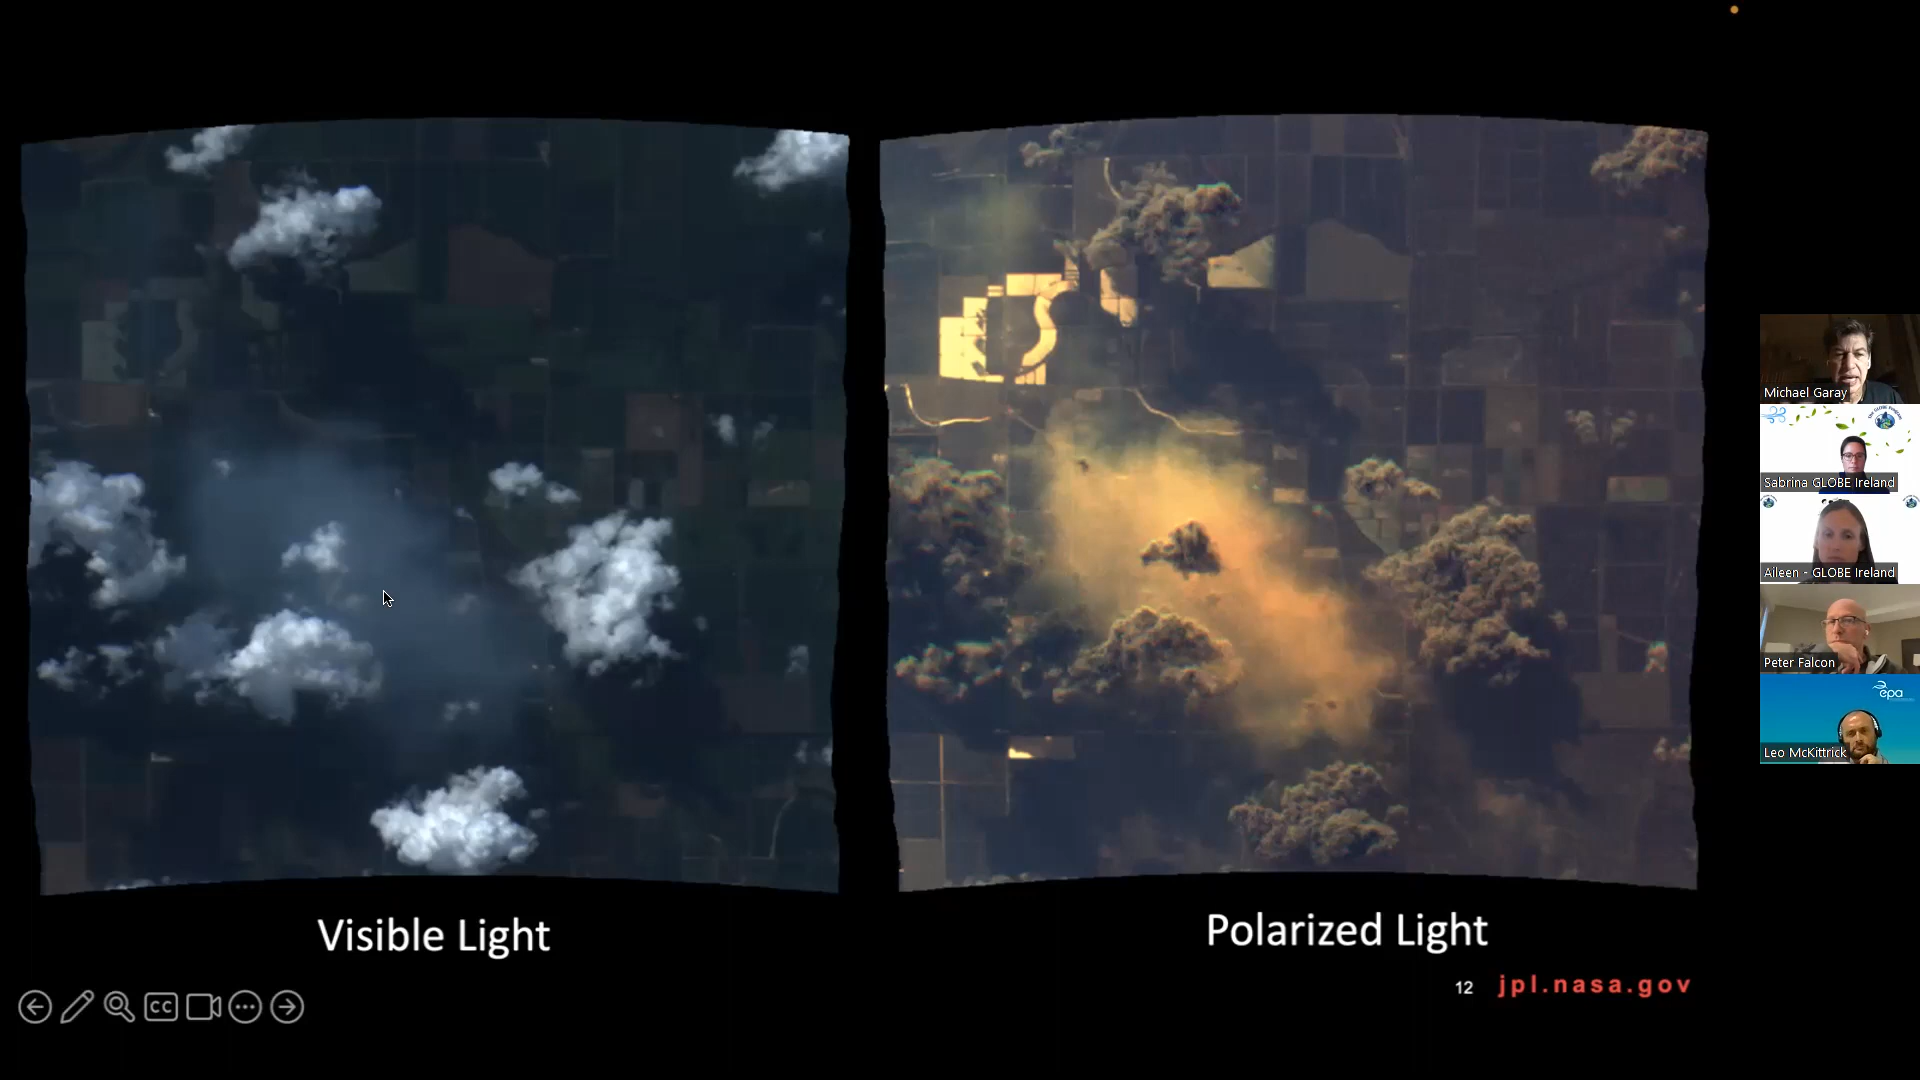 Visible Light
Polarized Light
12
jpl.nasa.gov
CC
Michael Garay
Sabrina GLOBE Ireland
Aileen - GLOBE Ireland
Peter Falcon
epa
Leo McKittrick